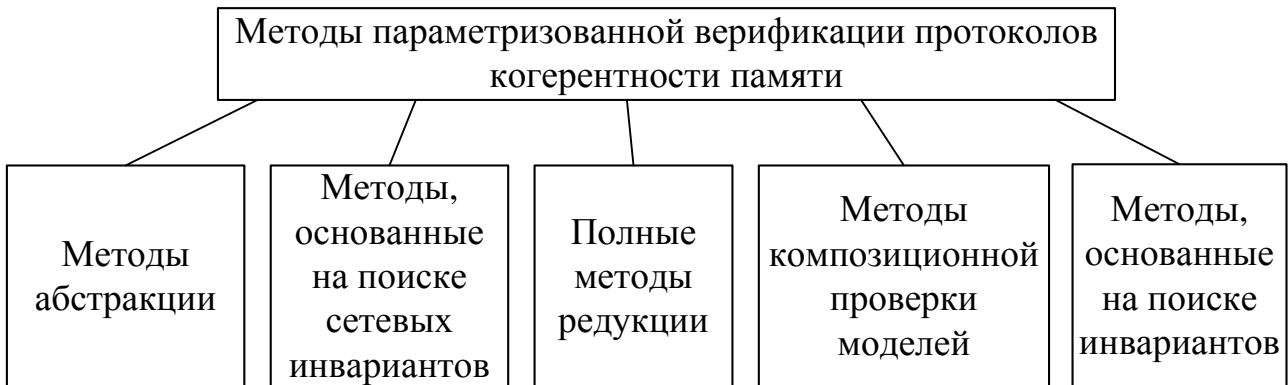 Методы параметризованной верификации протоколов
когерентности памяти
Методы
абстракции
Методы,
основанные
на поиске
сетевых
инвариантов
Полные
методы
редукции
Методы
композиционной
проверки
моделей
Методы,
основанные
на поиске
инвариантов